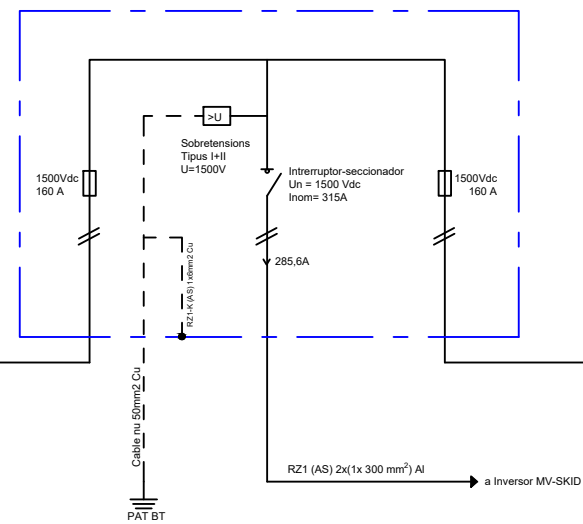 >U
Sobretensions
Tipus I+II
U=1500V
1500Vdc
160 A
Intrerruptor-seccionador
Un = 1500 Vdc
Inom= 315A
1500Vdc
160 A
285,6A
RZ1-K (AS) 1x6mm2 Cu
Cable nu 50mm2 Cu
RZ1 (AS) 2x(1x 300 mm²) Al
a Inversor MV-SKID
PAT BT